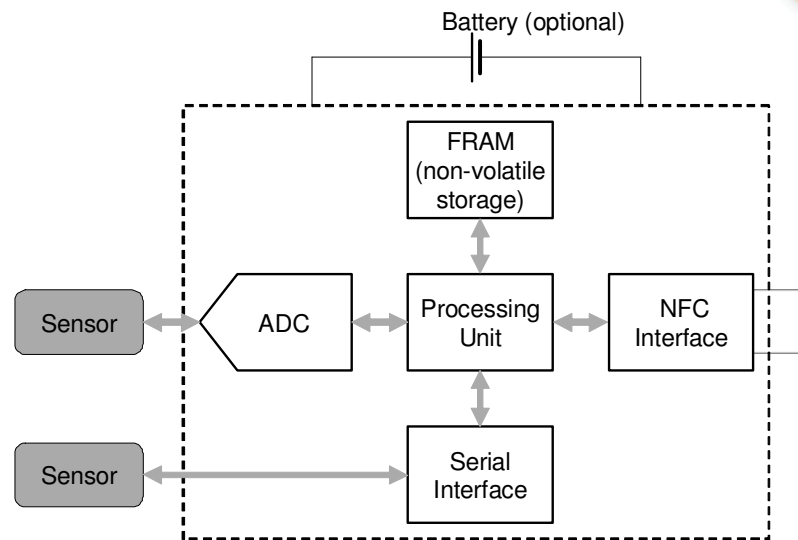 Battery (optional)
FRAM
(non-volatile
storage)
Sensor
ADC
Processing
Unit
NFC
Interface
Sensor
Serial
Interface